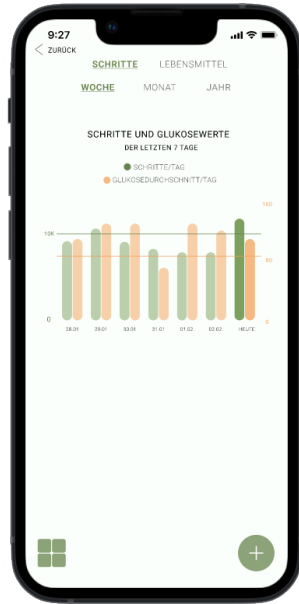 9:27
ZURÜCK
SCHRITTE LEBENSMITTEL
WOCHE MONAT JAHR
SCHRITTE UND GLUKOSEWERTE
DER LETZTEN 7 TAGE
SCHRITTE/TAG
GLUKOSEDURCHSCHNITT/TAG
160
10K
80
0 0
28.01 29.01 30.01 31.01 01.02 02.02 HEUTE